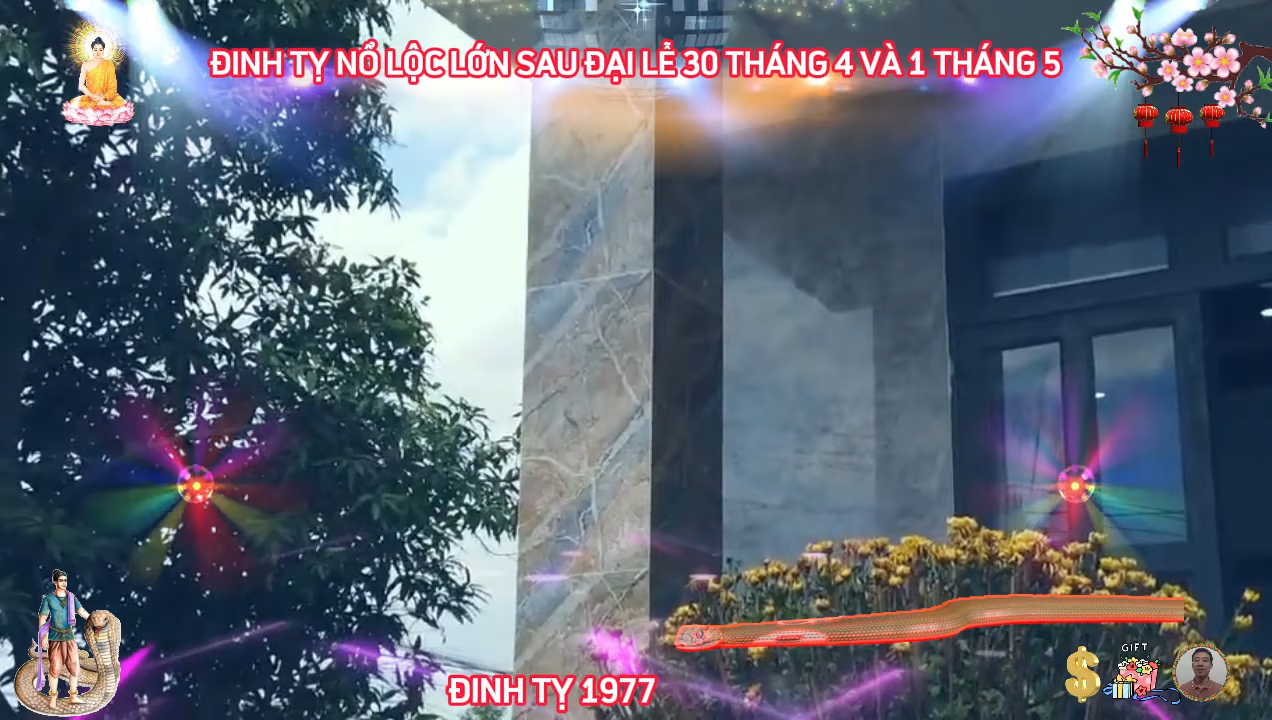 ĐINH TỴ NỔ LỘC LỚN SAU ĐẠI LỄ 30 THÁNG 4 VÀ 1 THÁNG 5
GIFT
ĐINH TỴ 1977